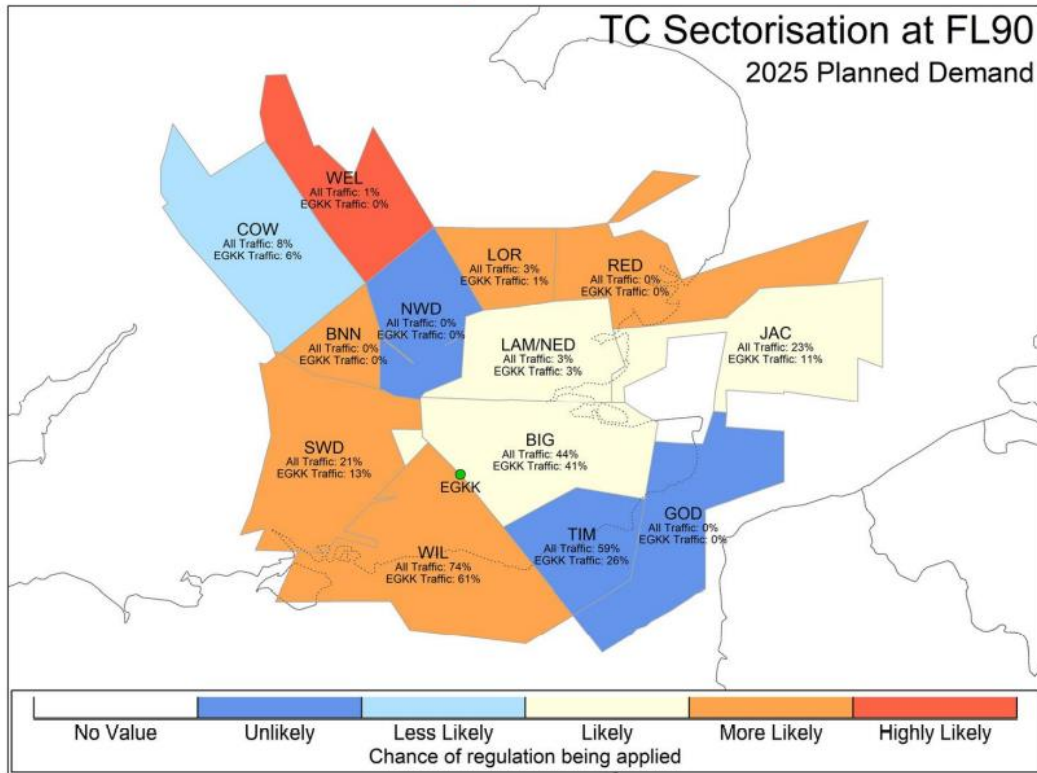 TC Sectorisation at FL90
2025 Planned Demand
WEL
All Traffic: 1%
EGKK Traffic: 0%
COW
All Traffic: 8%
EGKK Traffic: 6%
LOR
All Traffic: 3%
EGKK Traffic: 1%
RED
All Traffic: 0%
EGKK Traffic: 0%
NWD
All Traffic: 0%
EGKK Traffic: 0%
BNN
All Traffic: 0%
EGKK Traffic: 0%
LAM/NED
All Traffic: 3%
EGKK Traffic: 3%
JAC
All Traffic: 23%
EGKK Traffic: 11%
SWD
All Traffic: 21%
EGKK Traffic: 13%
BIG
All Traffic: 44%
EGKK Traffic: 41%
EGKK
GOD
All Traffic: 0%
EGKK Traffic: 0%
TIM
All Traffic: 59%
EGKK Traffic: 26%
WIL
All Traffic: 74%
EGKK Traffic: 61%
No Value
Unlikely
Less Likely
Likely
More Likely
Highly Likely
Chance of regulation being applied